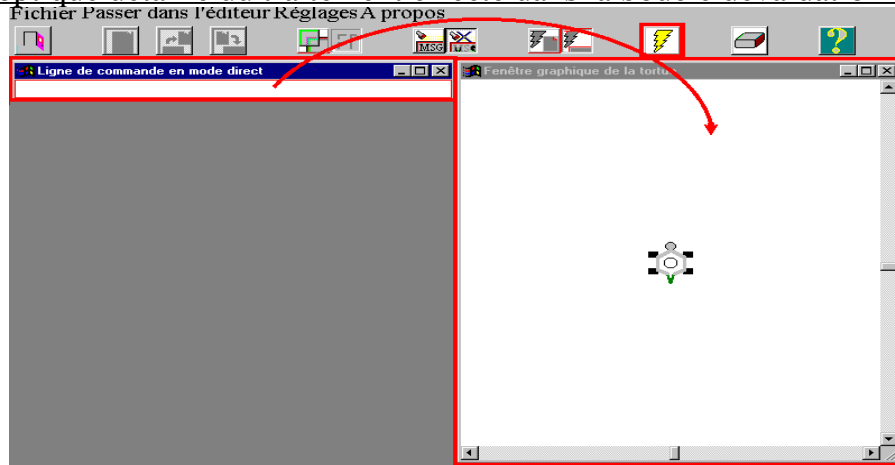 Fichier Passer dans l'éditeur Réglages A propos
MSG
Ligne de commande en mode direct
Fenêtre graphique de la tortue
?